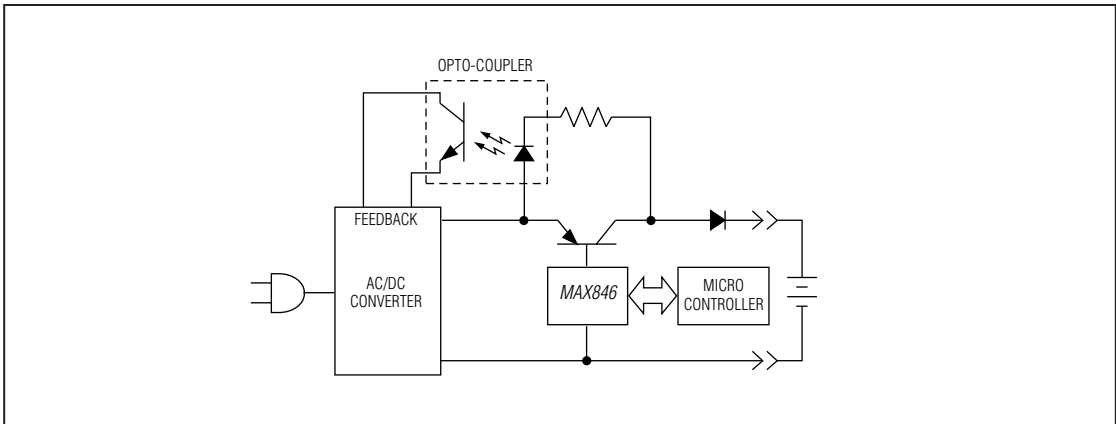 OPTO-COUPLER
FEEDBACK
AC/DC
CONVERTER
MAX846
MICRO
CONTROLLER